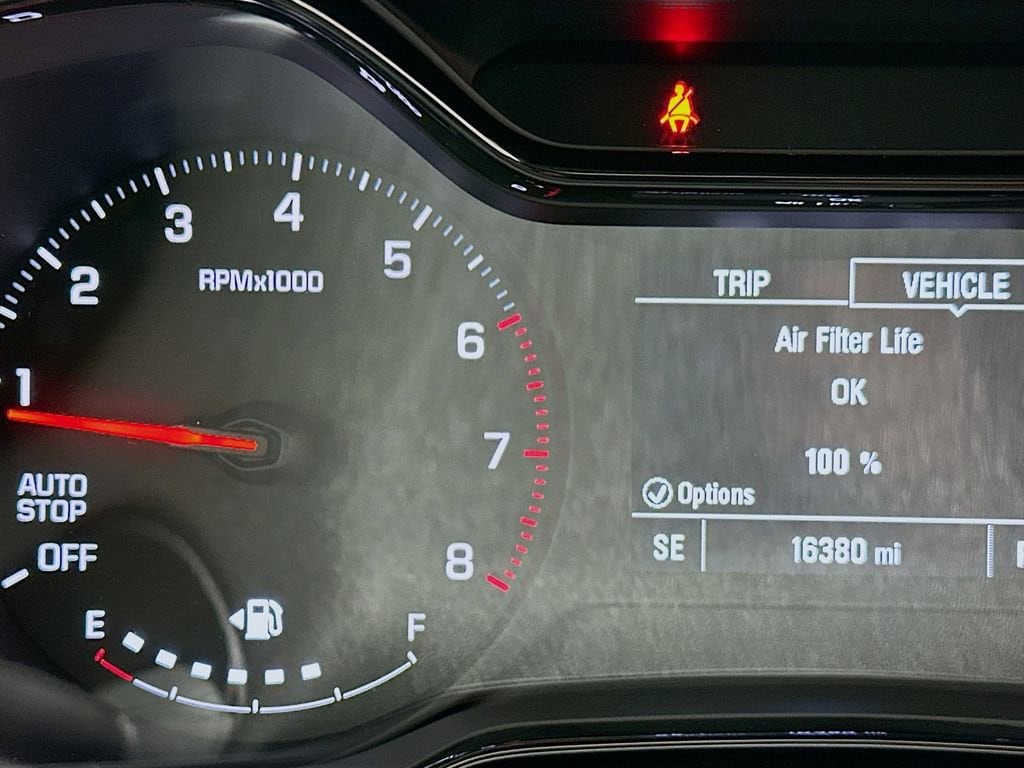 1
2
3
4
5
6
7
8
RPMx1000
AUTO
STOP
OFF
E
F
TRIP
VEHICLE
Air Filter Life
OK
100 %
Options
SE
16380 mi